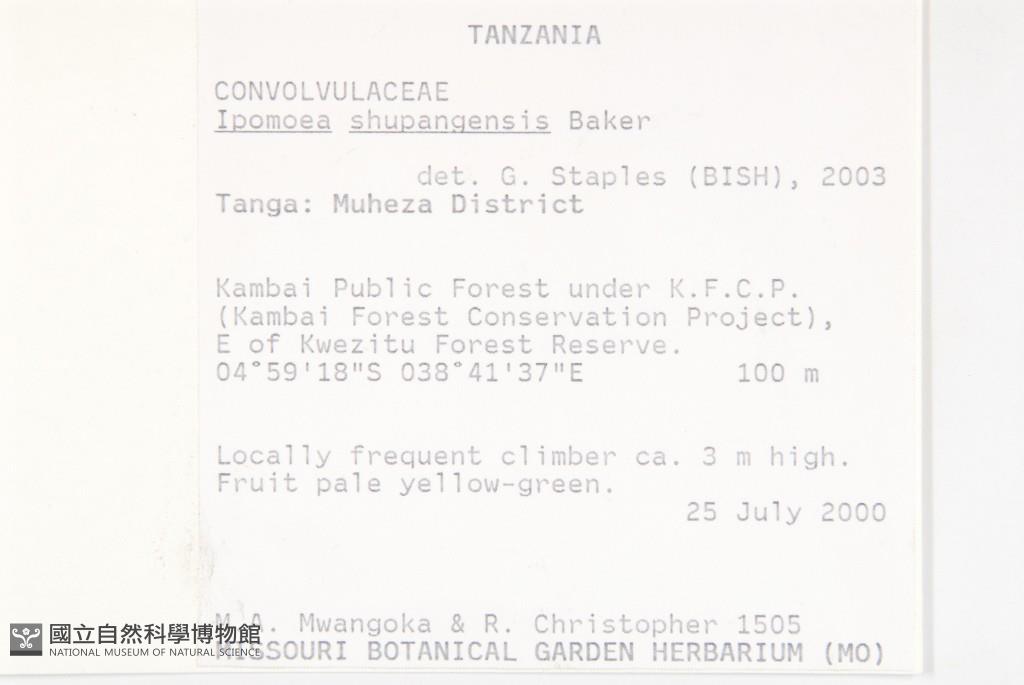 TANZANIA
CONVOLVULACEAE
Ipomoea shupangensis Baker
det. G. Staples (BISH), 2003
Tanga: Muheza District
Kambai Public Forest under K.F.C.P.
(Kambai Forest Conservation Project),
E of Kwezitu Forest Reserve.
04°59'18"S 038°41'37"E 100 m
Locally frequent climber ca. 3 m high.
Fruit pale yellow-green.
25 July 2000
M.A. Mwangoka & R. Christopher 1505
MISSOURI BOTANICAL GARDEN HERBARIUM (MO)
國立自然科學博物館
NATIONAL MUSEUM OF NATURAL SCIENCE